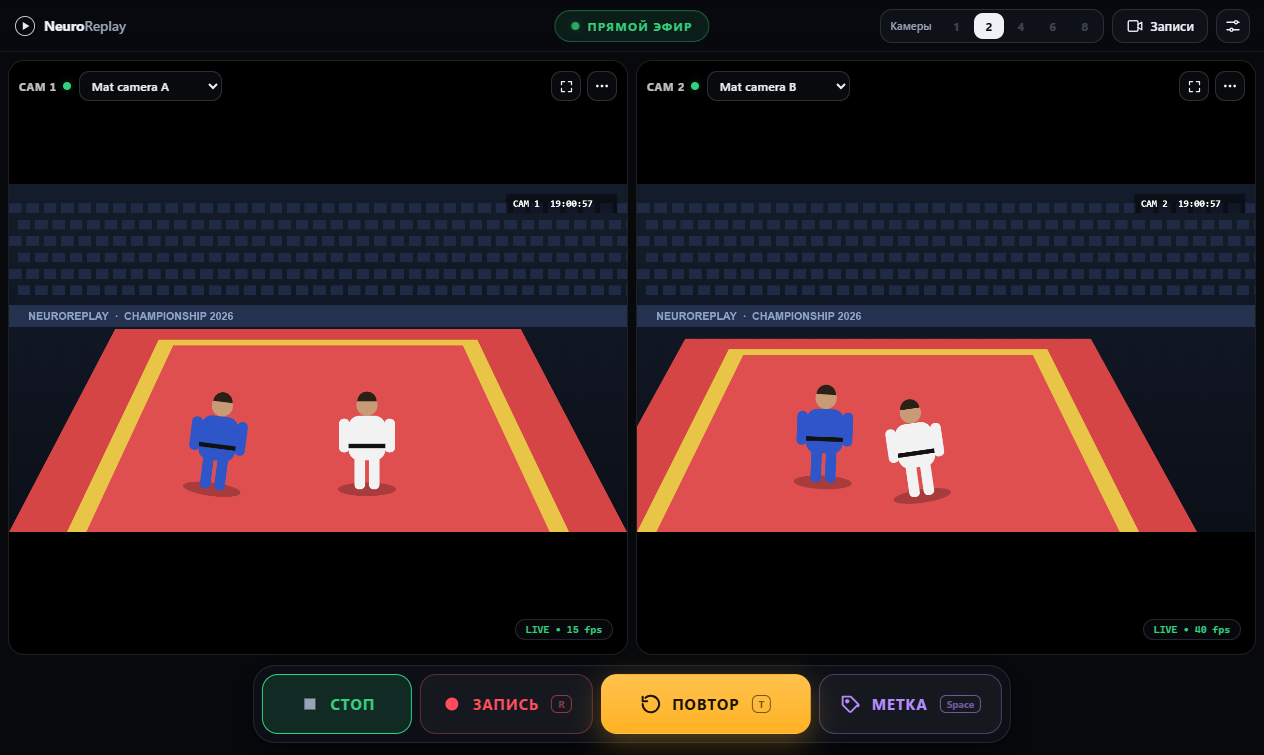 NeuroReplay
ПРЯМОЙ ЭФИР
Камеры 1 2 4 6 8
Записи
CAM 1 Mat camera A
CAM 2 Mat camera B
CAM 1 19:00:57
CAM 2 19:00:57
NEUROREPLAY · CHAMPIONSHIP 2026
NEUROREPLAY · CHAMPIONSHIP 2026
LIVE • 15 fps
LIVE • 40 fps
СТОП
ЗАПИСЬ R
ПОВТОР T
МЕТКА Space